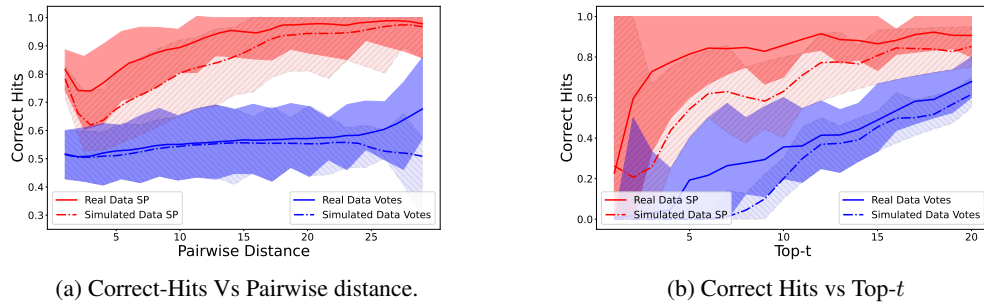 Correct Hits
1.0
0.9
0.8
0.7
0.6
0.5
0.4
0.3
Real Data SP
Simulated Data SP
Real Data Votes
Simulated Data Votes
5 10 15 20 25
Pairwise Distance
(a) Correct-Hits Vs Pairwise distance.
Correct Hits
1.0
0.8
0.6
0.4
0.2
0.0
Real Data SP
Simulated Data SP
Real Data Votes
Simulated Data Votes
5 10 15 20
Top-t
(b) Correct Hits vs Top-t